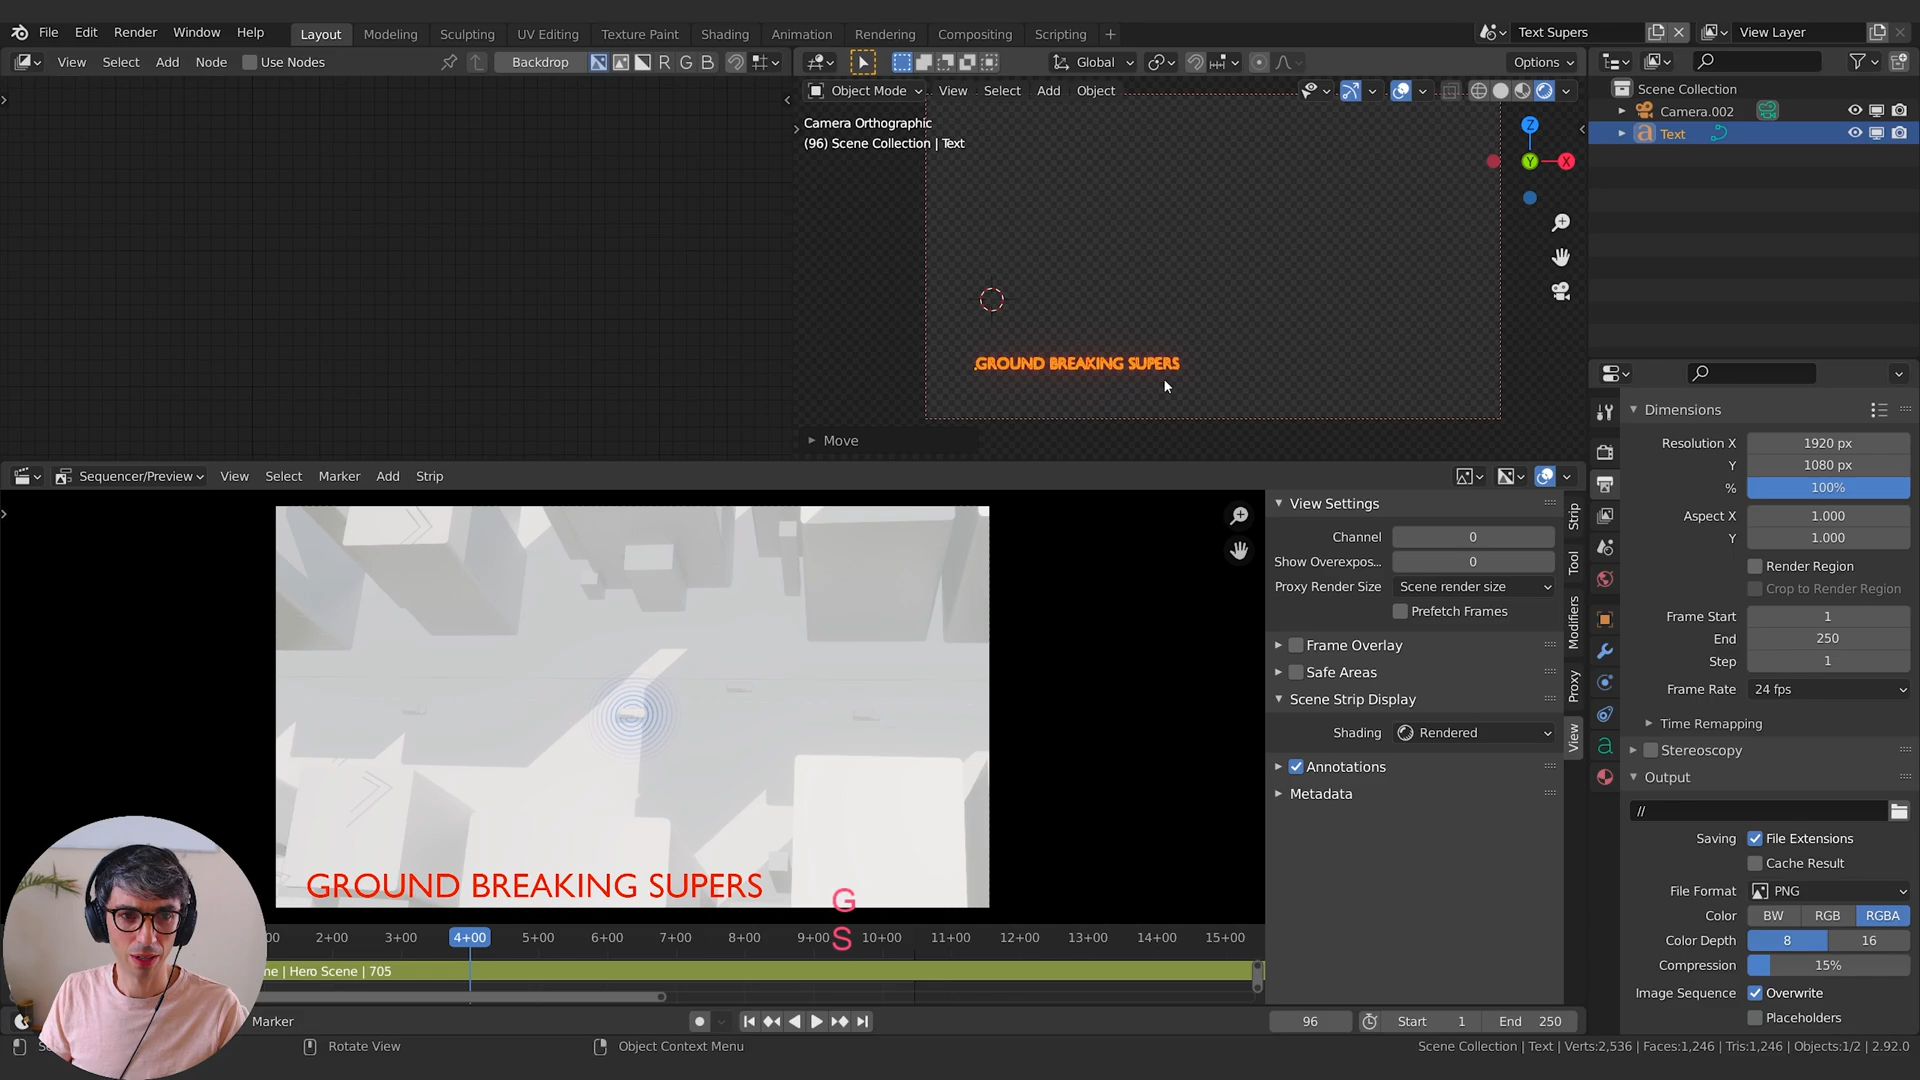 File Edit Render Window Help Layout Modeling Sculpting UV Editing Texture Paint Shading Animation Rendering Compositing Scripting + Text Supers View Layer
View Select Add Node Use Nodes Backdrop R G B Global Options
Object Mode View Select Add Object
Camera Orthographic
(96) Scene Collection | Text
Z
Y X
GROUND BREAKING SUPERS
Move
Scene Collection
Camera.002
Text
Dimensions
Resolution X 1920 px
Y 1080 px
% 100%
Aspect X 1.000
Y 1.000
Render Region
Crop to Render Region
Frame Start 1
End 250
Step 1
Frame Rate 24 fps
Time Remapping
Stereoscopy
Output
//
Saving File Extensions
Cache Result
File Format PNG
Color BW RGB RGBA
Color Depth 8 16
Compression 15%
Image Sequence Overwrite
Placeholders
Sequencer/Preview View Select Marker Add Strip
View Settings
Channel 0
Show Overexpos... 0
Proxy Render Size Scene render size
Prefetch Frames
Frame Overlay
Safe Areas
Scene Strip Display
Shading Rendered
Annotations
Metadata
Strip
Tool
Modifiers
Proxy
View
GROUND BREAKING SUPERS
G
S
2+00 3+00 4+00 5+00 6+00 7+00 8+00 9+00 10+00 11+00 12+00 13+00 14+00 15+00
| Hero Scene | 705
Marker 96 Start 1 End 250
Rotate View Object Context Menu Scene Collection | Text | Verts:2,536 | Faces:1,246 | Tris:1,246 | Objects:1/2 | 2.92.0